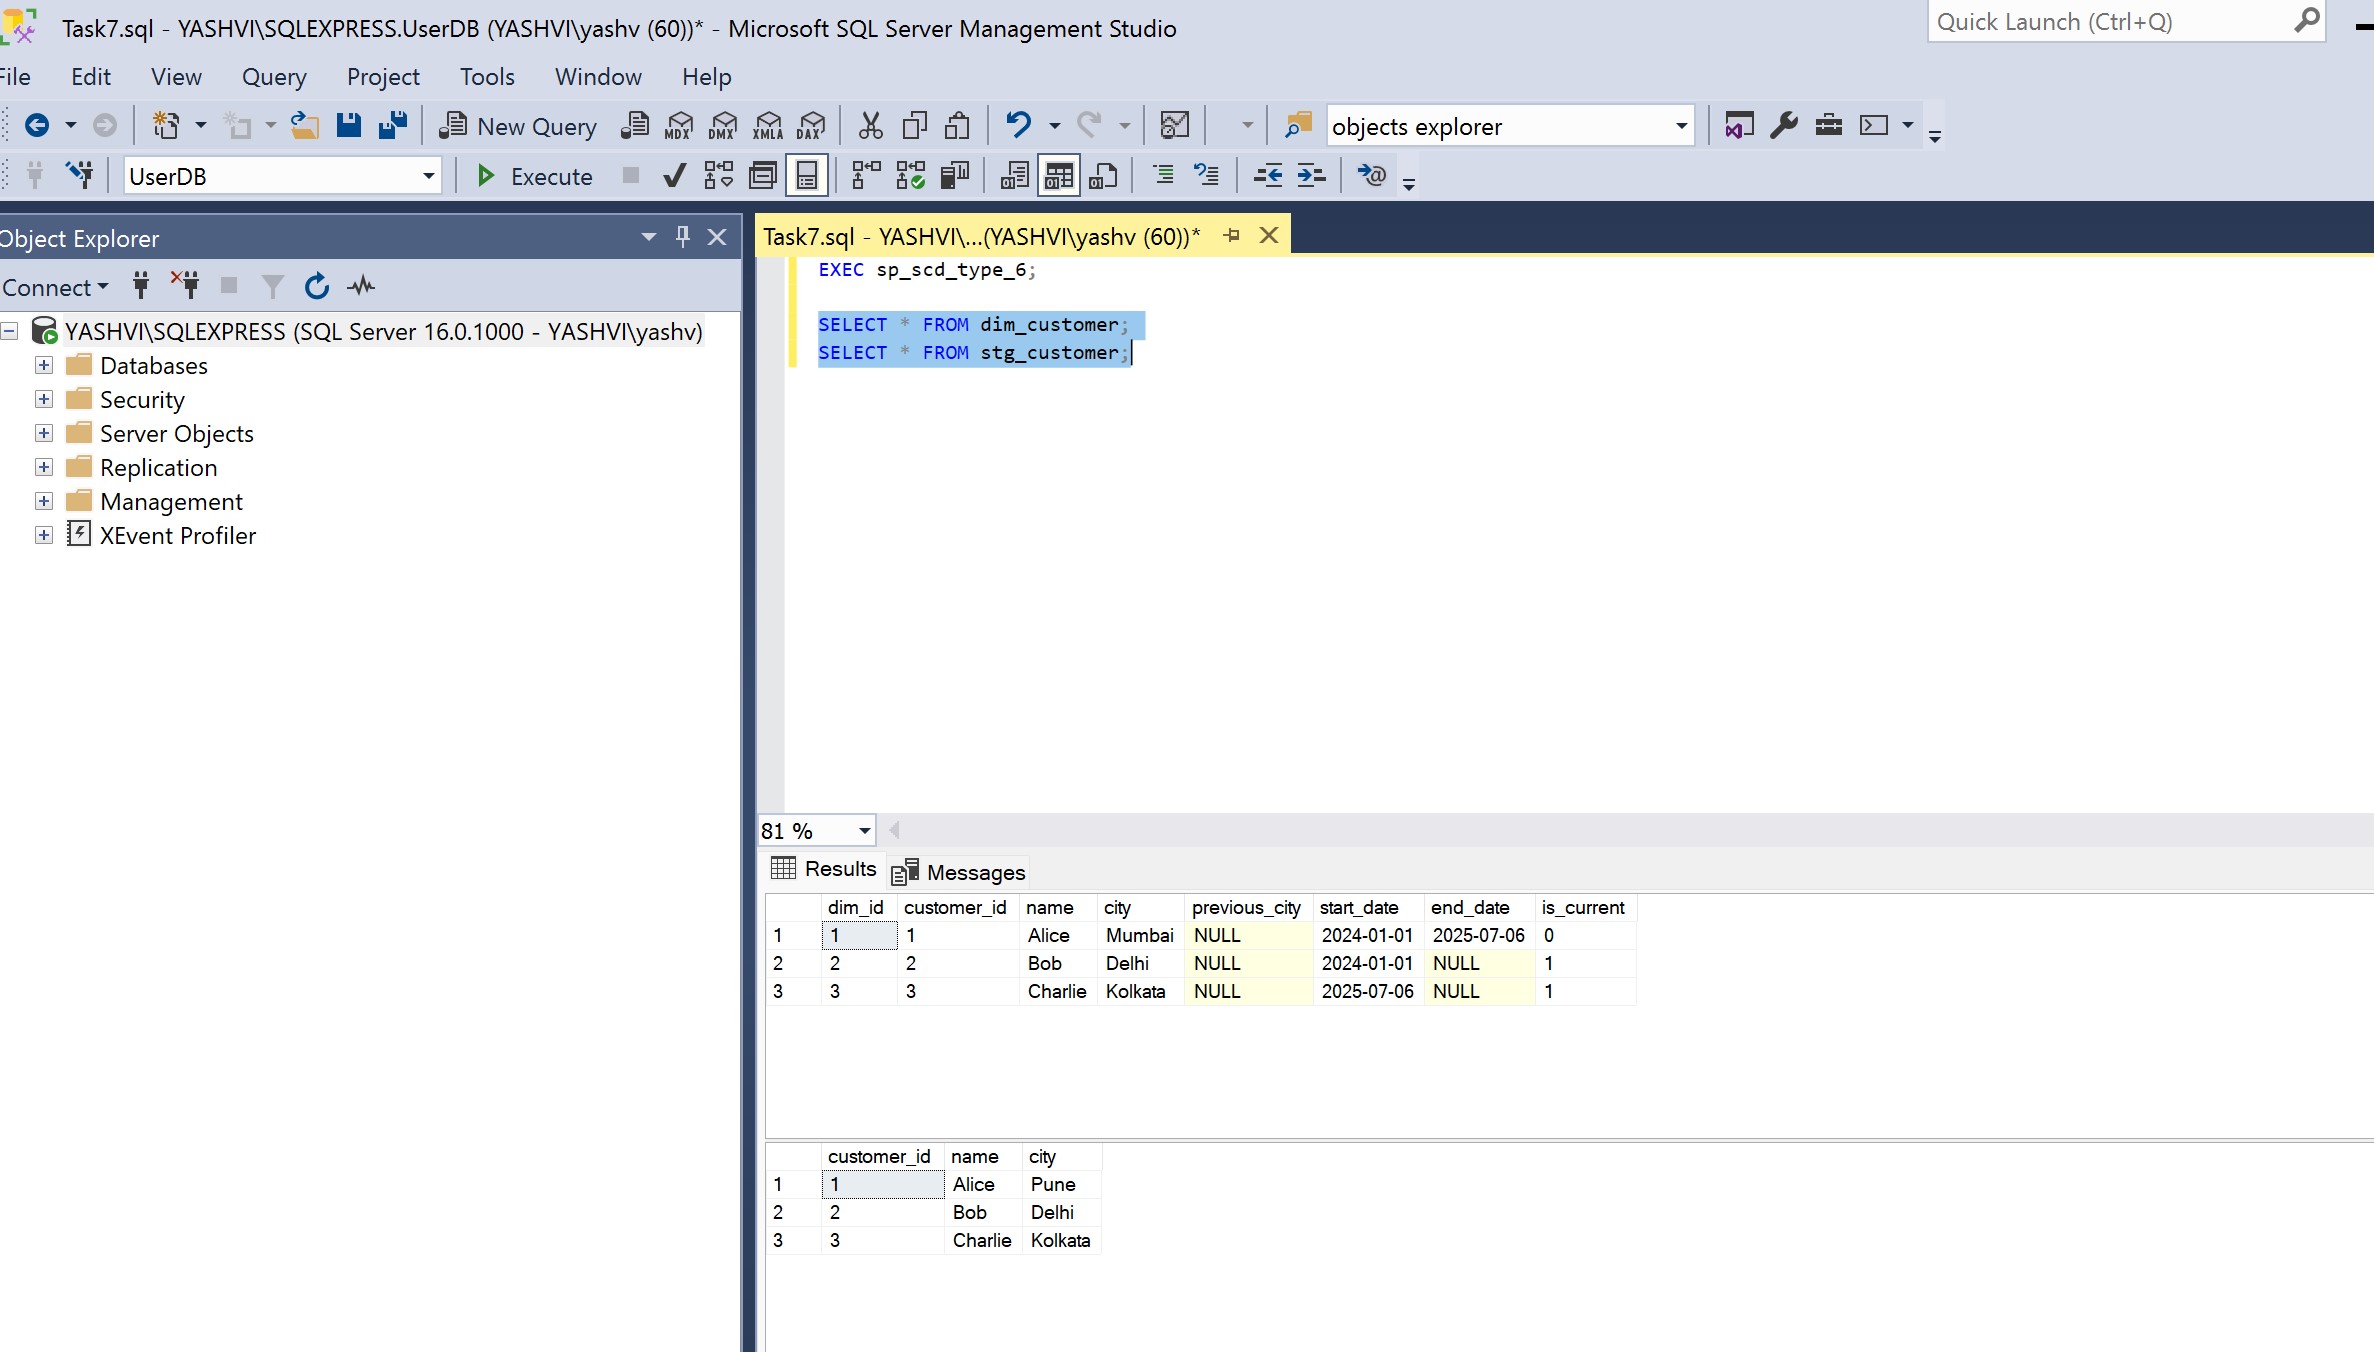 Task7.sql - YASHVI\SQLEXPRESS.UserDB (YASHVI\yashv (60))* - Microsoft SQL Server Management Studio
Quick Launch (Ctrl+Q)
File Edit View Query Project Tools Window Help
New Query MDX DMX XMLA DAX objects explorer
UserDB Execute
Object Explorer
Task7.sql - YASHVI\...(YASHVI\yashv (60))*
Connect
YASHVI\SQLEXPRESS (SQL Server 16.0.1000 - YASHVI\yashv)
Databases
Security
Server Objects
Replication
Management
XEvent Profiler
EXEC sp_scd_type_6;
SELECT * FROM dim_customer;
SELECT * FROM stg_customer;
81 %
Results Messages
dim_id customer_id name city previous_city start_date end_date is_current
1 1 1 Alice Mumbai NULL 2024-01-01 2025-07-06 0
2 2 2 Bob Delhi NULL 2024-01-01 NULL 1
3 3 3 Charlie Kolkata NULL 2025-07-06 NULL 1
customer_id name city
1 1 Alice Pune
2 2 Bob Delhi
3 3 Charlie Kolkata